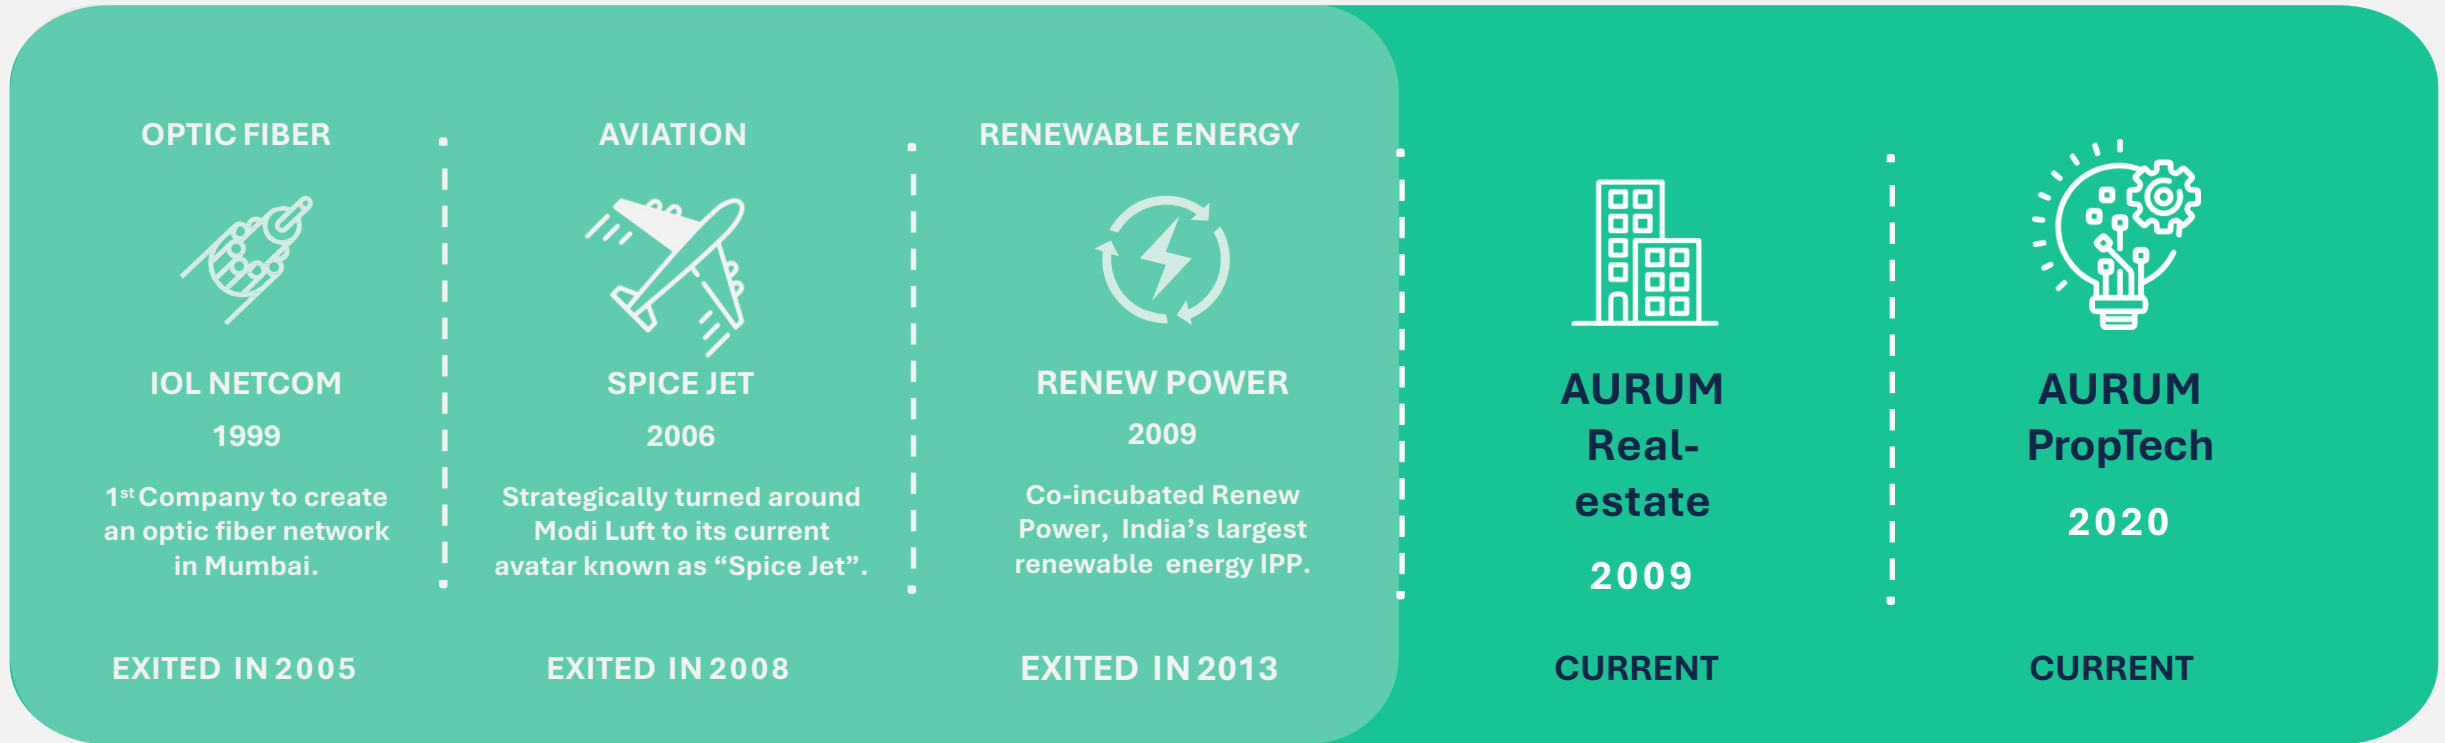 OPTIC FIBER
IOL NETCOM
1999
1st Company to create
an optic fiber network
in Mumbai.
EXITED IN 2005
AVIATION
SPICE JET
2006
Strategically turned around
Modi Luft to its current
avatar known as “Spice Jet”.
EXITED IN 2008
RENEWABLE ENERGY
RENEW POWER
2009
Co-incubated Renew
Power, India’s largest
renewable energy IPP.
EXITED IN 2013
AURUM
Real-
estate
2009
CURRENT
AURUM
PropTech
2020
CURRENT